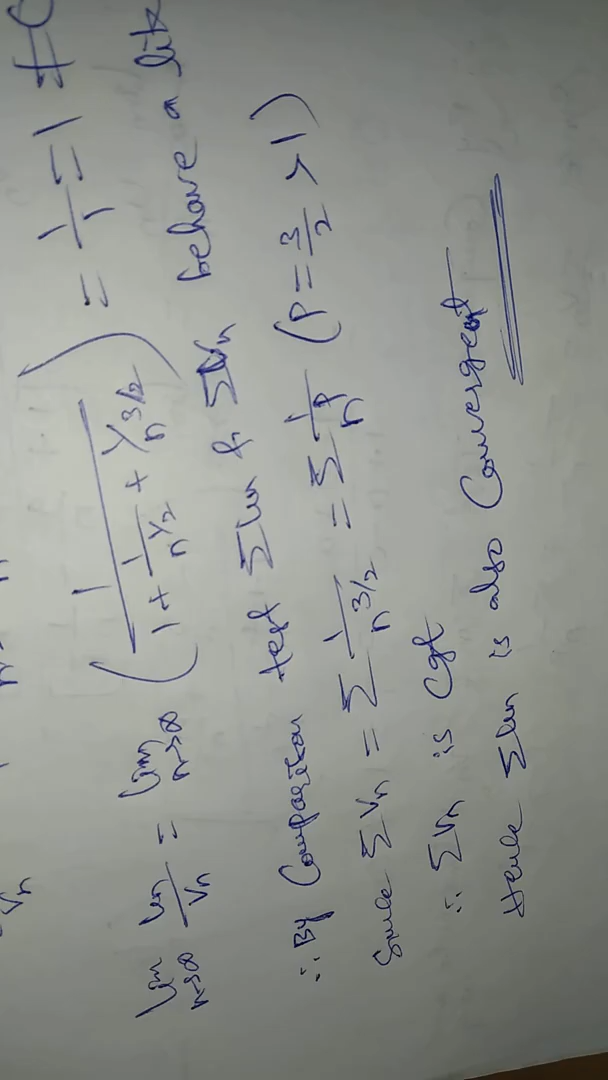 Vn
lim n→∞ un/Vn = lim n→∞ (1/(1 + 1/n^1/2 + 1/n^3/2)) = 1/1 = 1 ≠ 0
∴ By Comparison test Σun & ΣVn behave a
Since ΣVn = Σ 1/n^3/2 = Σ 1/n^p (P = 3/2 > 1)
∴ ΣVn is Cgt
Hence Σun is also Convergent